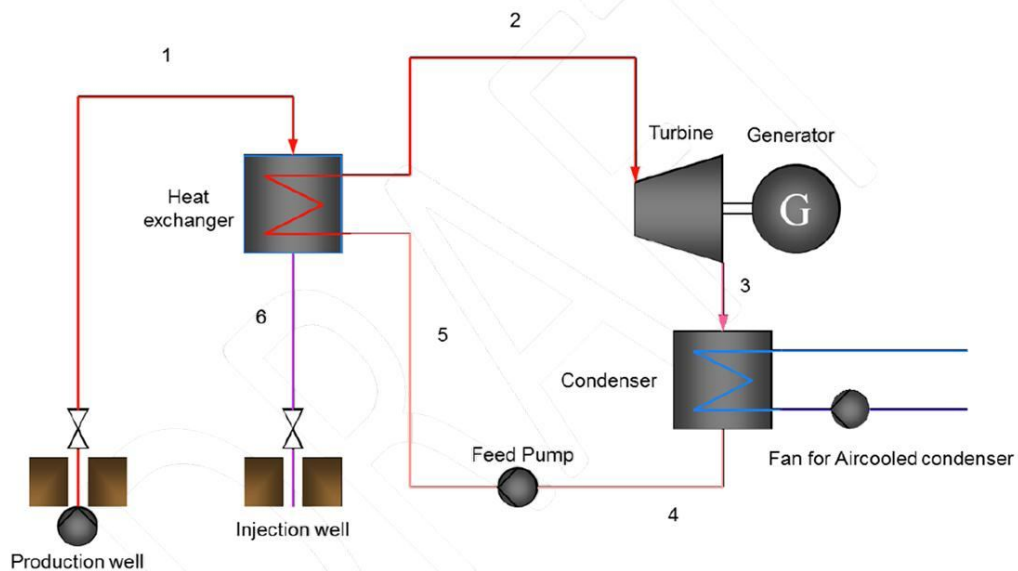 1
2
Turbine
Generator
Heat
exchanger
G
3
6
5
Condenser
Feed Pump
Fan for Aircooled condenser
4
Injection well
Production well